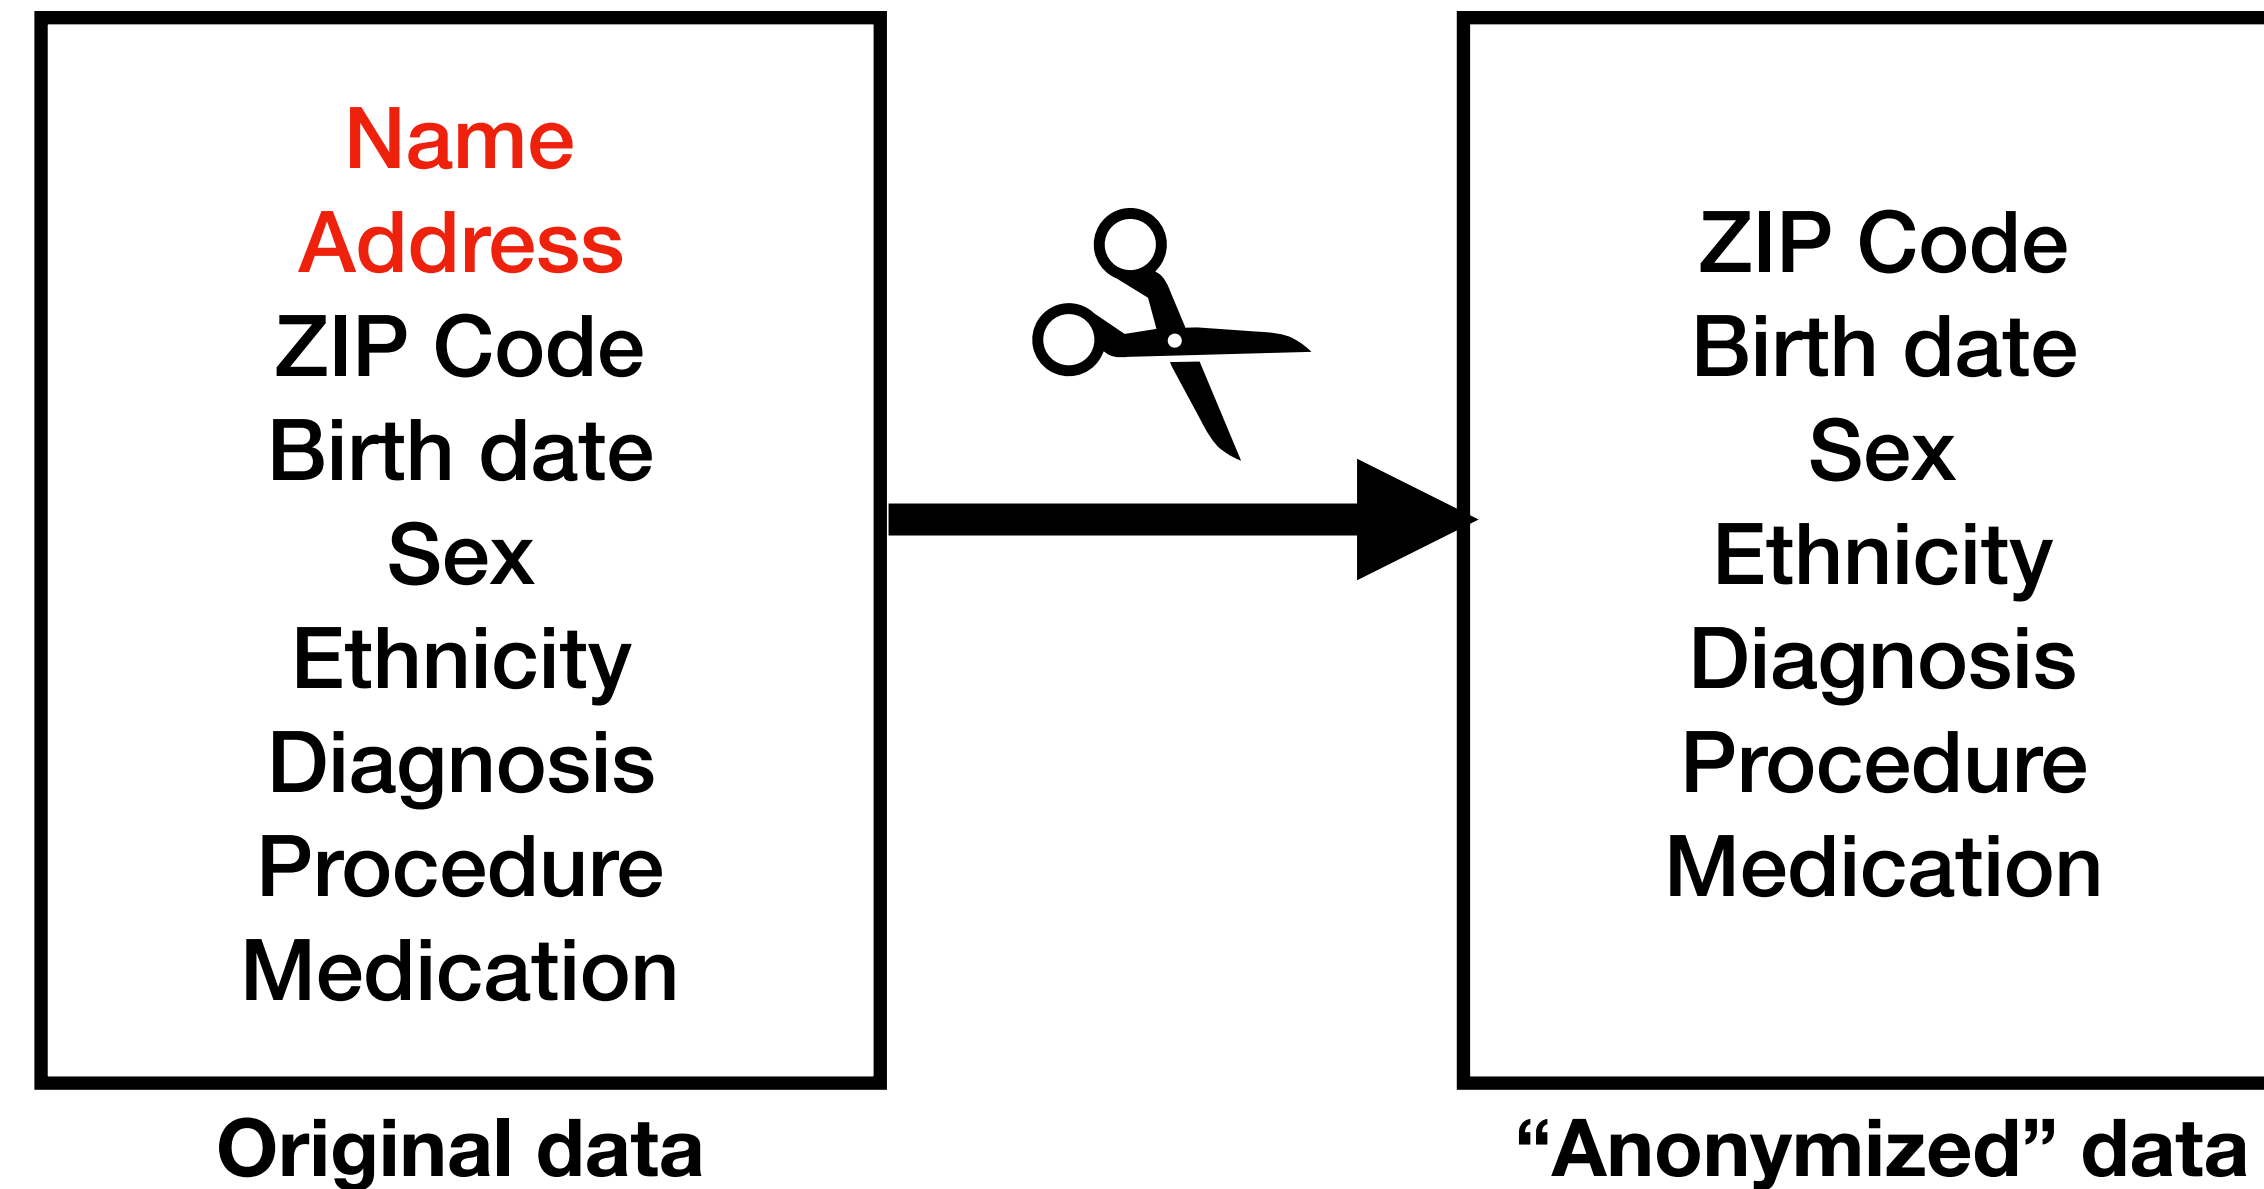 Name
Address
ZIP Code
Birth date
Sex
Ethnicity
Diagnosis
Procedure
Medication
Original data
ZIP Code
Birth date
Sex
Ethnicity
Diagnosis
Procedure
Medication
“Anonymized” data